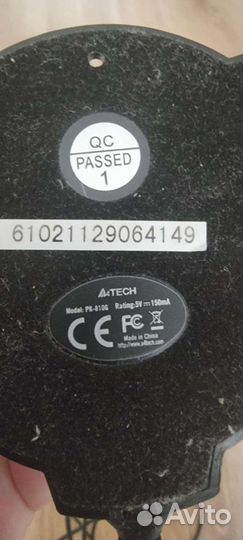 QC
PASSED
1
61021129064149
A4TECH
Model: PK-810G Rating: 5V ⎓ 150mA
CE FC
Made in China
http://www.a4tech.com
Avito